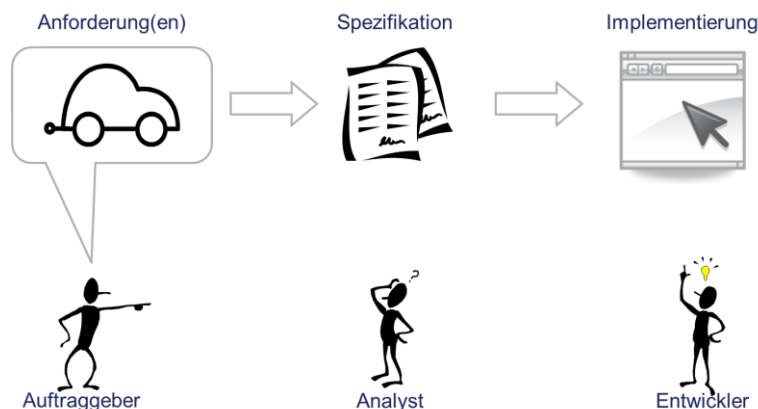 Anforderung(en)
Spezifikation
Implementierung
?
Auftraggeber
Analyst
Entwickler